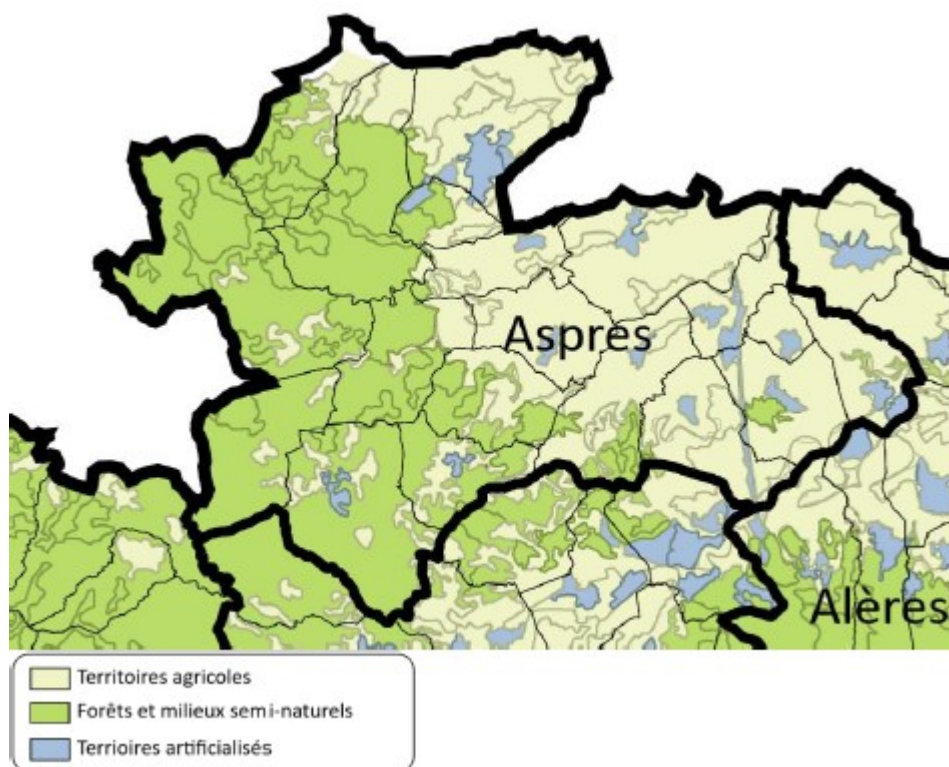 Aspres
Alères
Territoires agricoles
Forêts et milieux semi-naturels
Terrioires artificialisés